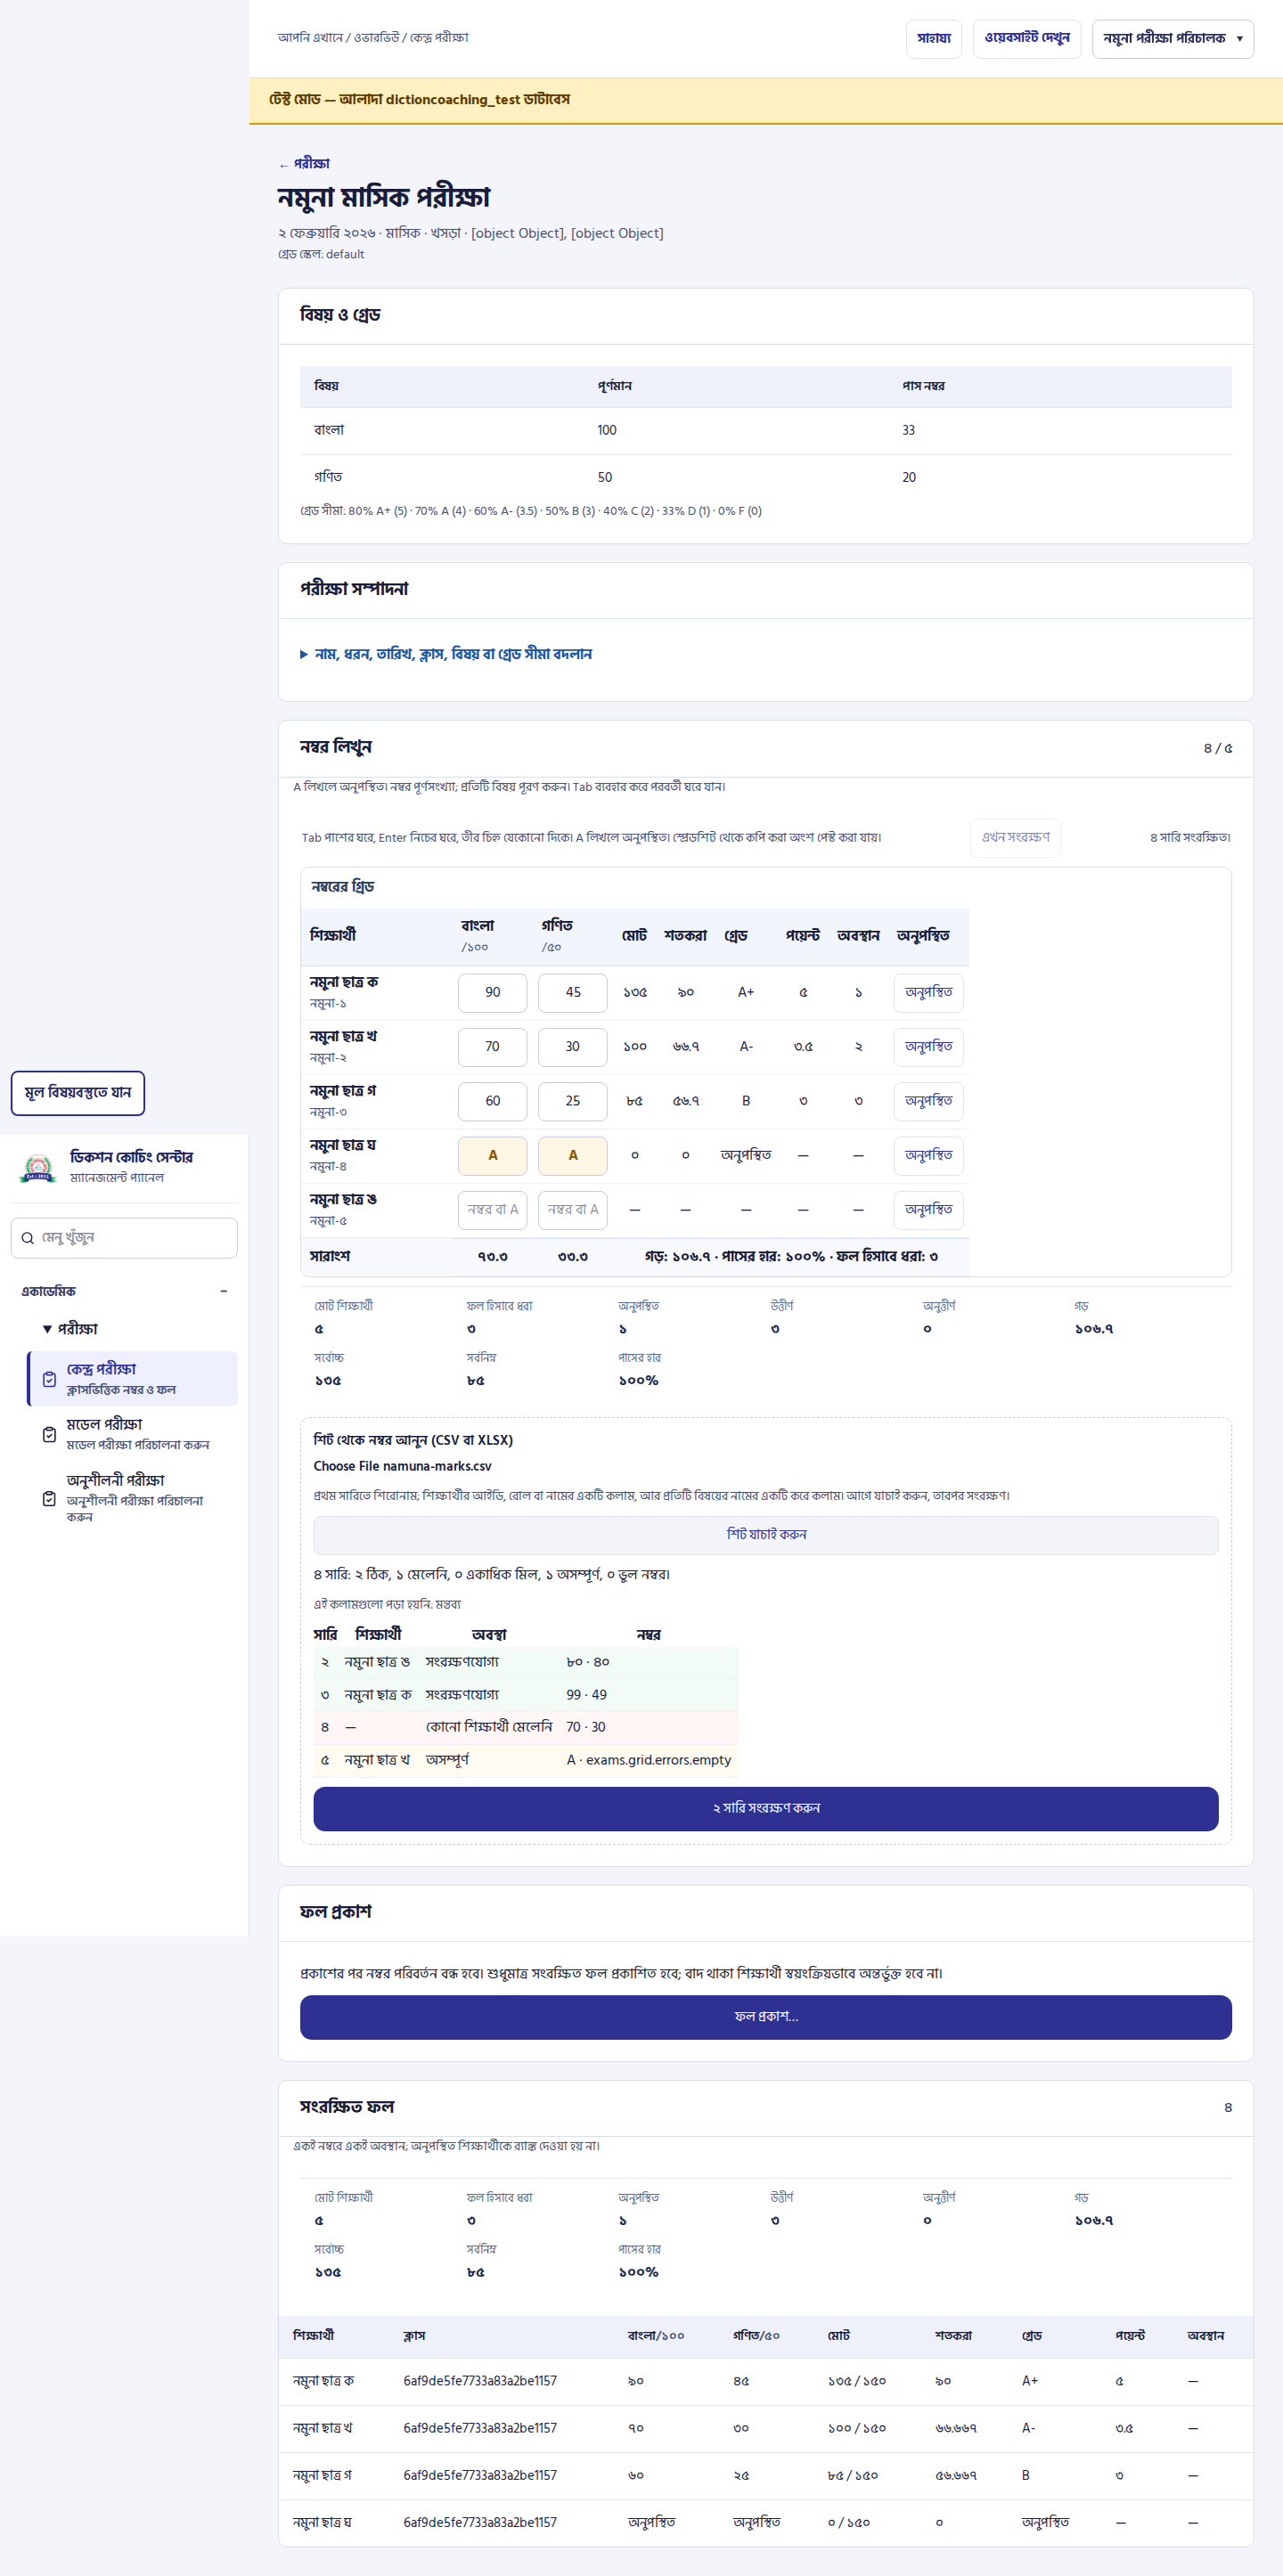 আপনি এখানে / ওভারভিউ / কেন্দ্র পরীক্ষা
সাহায্য
ওয়েবসাইট দেখুন
নমুনা পরীক্ষা পরিচালক ▾
টেস্ট মোড — আলাদা dictioncoaching_test ডাটাবেস
← পরীক্ষা
নমুনা মাসিক পরীক্ষা
২ ফেব্রুয়ারি ২০২৬ · মাসিক · খসড়া · [object Object], [object Object]
গ্রেড স্কেল: default
বিষয় ও গ্রেড
বিষয় পূর্ণমান পাস নম্বর
বাংলা 100 33
গণিত 50 20
গ্রেড সীমা: 80% A+ (5) · 70% A (4) · 60% A- (3.5) · 50% B (3) · 40% C (2) · 33% D (1) · 0% F (0)
পরীক্ষা সম্পাদনা
▶ নাম, ধরন, তারিখ, ক্লাস, বিষয় বা গ্রেড সীমা বদলান
নম্বর লিখুন ৪ / ৫
A লিখলে অনুপস্থিত। নম্বর পূর্ণসংখ্যা; প্রতিটি বিষয় পূরণ করুন। Tab ব্যবহার করে পরবর্তী ঘরে যান।
Tab পাশের ঘরে, Enter নিচের ঘরে, তীর চিহ্ন যেকোনো দিকে। A লিখলে অনুপস্থিত। স্প্রেডশিট থেকে কপি করা অংশ পেস্ট করা যায়। এখন সংরক্ষণ ৪ সারি সংরক্ষিত।
নম্বরের গ্রিড
শিক্ষার্থী বাংলা /১০০ গণিত /৫০ মোট শতকরা গ্রেড পয়েন্ট অবস্থান অনুপস্থিত
নমুনা ছাত্র ক 90 45 ১৩৫ ৯০ A+ ৫ ১ অনুপস্থিত
নমুনা-১
নমুনা ছাত্র খ 70 30 ১০০ ৬৬.৭ A- ৩.৫ ২ অনুপস্থিত
নমুনা-২
নমুনা ছাত্র গ 60 25 ৮৫ ৫৬.৭ B ৩ ৩ অনুপস্থিত
নমুনা-৩
নমুনা ছাত্র ঘ A A ০ ০ অনুপস্থিত — — অনুপস্থিত
নমুনা-৪
নমুনা ছাত্র ঙ নম্বর বা A নম্বর বা A — — — — — অনুপস্থিত
নমুনা-৫
সারাংশ ৭৩.৩ ৩৩.৩ গড়: ১০৬.৭ · পাসের হার: ১০০% · ফল হিসাবে ধরা: ৩
মোট শিক্ষার্থী ফল হিসাবে ধরা অনুপস্থিত উত্তীর্ণ অনুত্তীর্ণ গড়
৫ ৩ ১ ৩ ০ ১০৬.৭
সর্বোচ্চ সর্বনিম্ন পাসের হার
১৩৫ ৮৫ ১০০%
শিট থেকে নম্বর আনুন (CSV বা XLSX)
Choose File namuna-marks.csv
প্রথম সারিতে শিরোনাম; শিক্ষার্থীর আইডি, রোল বা নামের একটি কলাম, আর প্রতিটি বিষয়ের নামের একটি করে কলাম। আগে যাচাই করুন, তারপর সংরক্ষণ।
শিট যাচাই করুন
৪ সারি: ২ ঠিক, ১ মেলেনি, ০ একাধিক মিল, ১ অসম্পূর্ণ, ০ ভুল নম্বর।
এই কলামগুলো পড়া হয়নি: মন্তব্য
সারি শিক্ষার্থী অবস্থা নম্বর
২ নমুনা ছাত্র ঙ সংরক্ষণযোগ্য ৮০ · ৪০
৩ নমুনা ছাত্র ক সংরক্ষণযোগ্য 99 · 49
৪ — কোনো শিক্ষার্থী মেলেনি 70 · 30
৫ নমুনা ছাত্র খ অসম্পূর্ণ A · exams.grid.errors.empty
২ সারি সংরক্ষণ করুন
মূল বিষয়বস্তুতে যান
ডিকশন কোচিং সেন্টার
ম্যানেজমেন্ট প্যানেল
মেনু খুঁজুন
একাডেমিক −
▼ পরীক্ষা
কেন্দ্র পরীক্ষা
ক্লাসভিত্তিক নম্বর ও ফল
মডেল পরীক্ষা
মডেল পরীক্ষা পরিচালনা করুন
অনুশীলনী পরীক্ষা
অনুশীলনী পরীক্ষা পরিচালনা
করুন
ফল প্রকাশ
প্রকাশের পর নম্বর পরিবর্তন বন্ধ হবে। শুধুমাত্র সংরক্ষিত ফল প্রকাশিত হবে; বাদ থাকা শিক্ষার্থী স্বয়ংক্রিয়ভাবে অন্তর্ভুক্ত হবে না।
ফল প্রকাশ...
সংরক্ষিত ফল ৪
একই নম্বরে একই অবস্থান; অনুপস্থিত শিক্ষার্থীকে র‍্যাঙ্ক দেওয়া হয় না।
মোট শিক্ষার্থী ফল হিসাবে ধরা অনুপস্থিত উত্তীর্ণ অনুত্তীর্ণ গড়
৫ ৩ ১ ৩ ০ ১০৬.৭
সর্বোচ্চ সর্বনিম্ন পাসের হার
১৩৫ ৮৫ ১০০%
শিক্ষার্থী ক্লাস বাংলা/১০০ গণিত/৫০ মোট শতকরা গ্রেড পয়েন্ট অবস্থান
নমুনা ছাত্র ক 6af9de5fe7733a83a2be1157 ৯০ ৪৫ ১৩৫ / ১৫০ ৯০ A+ ৫ —
নমুনা ছাত্র খ 6af9de5fe7733a83a2be1157 ৭০ ৩০ ১০০ / ১৫০ ৬৬.৬৬৭ A- ৩.৫ —
নমুনা ছাত্র গ 6af9de5fe7733a83a2be1157 ৬০ ২৫ ৮৫ / ১৫০ ৫৬.৬৬৭ B ৩ —
নমুনা ছাত্র ঘ 6af9de5fe7733a83a2be1157 অনুপস্থিত অনুপস্থিত ০ / ১৫০ ০ অনুপস্থিত — —